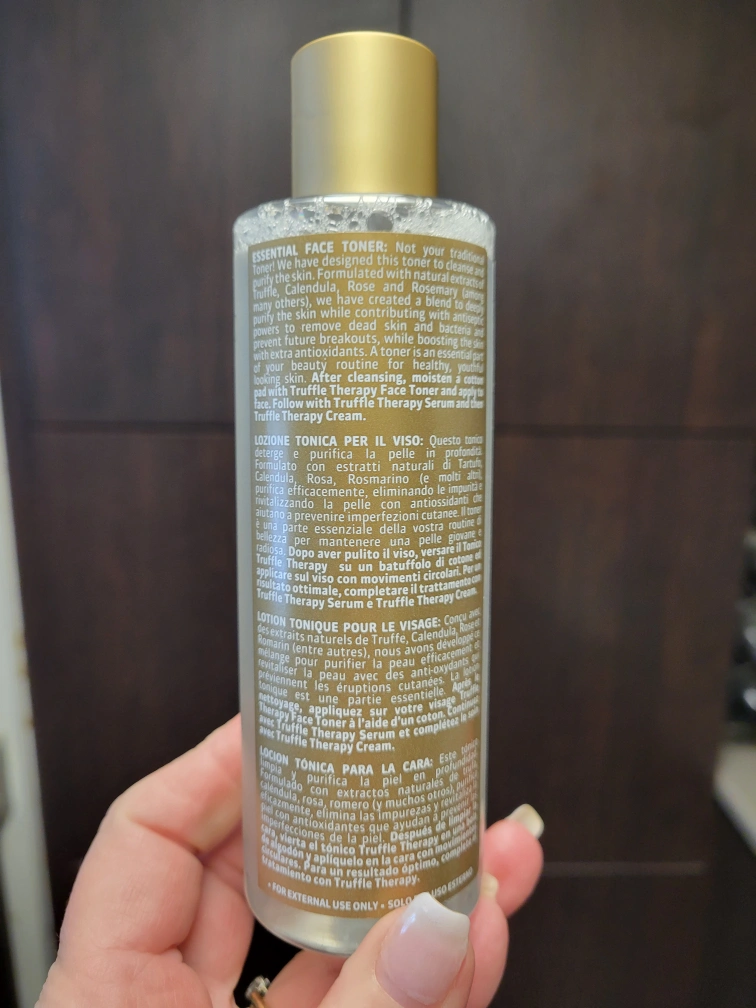 ESSENTIAL FACE TONER: Not your traditional
Toner! We have designed this toner to cleanse and
purify the skin. Formulated with natural extracts of
Truffle, Calendula, Rose and Rosemary (among
many others), we have created a blend to deeply
purify the skin while contributing with antiseptic
powers to remove dead skin and bacteria and
prevent future breakouts, while boosting the skin
with extra antioxidants. A toner is an essential part
of your beauty routine for healthy, youthful
looking skin. After cleansing, moisten a cotton
pad with Truffle Therapy Face Toner and apply to
face. Follow with Truffle Therapy Serum and then
Truffle Therapy Cream.
LOZIONE TONICA PER IL VISO: Questo tonico
deterge e purifica la pelle in profondità.
Formulato con estratti naturali di Tartufo,
Calendula, Rosa, Rosmarino (e molti altri),
purifica efficacemente, eliminando le impurità e
rivitalizzando la pelle con antiossidanti che
aiutano a prevenire imperfezioni cutanee. Il toner
è una parte essenziale della vostra routine di
bellezza per mantenere una pelle giovane e
radiosa. Dopo aver pulito il viso, versare il Tonico
Truffle Therapy su un batuffolo di cotone ed
applicare sul viso con movimenti circolari. Per un
risultato ottimale, completare il trattamento con
Truffle Therapy Serum e Truffle Therapy Cream.
LOTION TONIQUE POUR LE VISAGE: Conçu avec
des extraits naturels de Truffe, Calendula, Rose et
Romarin (entre autres), nous avons développé ce
mélange pour purifier la peau efficacement et
revitaliser la peau avec des anti-oxydants qui
préviennent les éruptions cutanées. La lotion
tonique est une partie essentielle. Après le
nettoyage, appliquez sur votre visage Truffle
Therapy Face Toner à l'aide d'un coton. Continuez
avec Truffle Therapy Serum et complétez le soin
avec Truffle Therapy Cream.
LOCION TÓNICA PARA LA CARA: Este tónico
limpia y purifica la piel en profundidad.
Formulado con extractos naturales de trufa,
caléndula, rosa, romero (y muchos otros), purifica
eficazmente, elimina las impurezas y revitaliza la
piel con antioxidantes que ayudan a prevenir
imperfecciones de la piel. Después de limpiar la
cara, vierta el tónico Truffle Therapy en una bola
de algodón y aplíquelo en la cara con movimientos
circulares. Para un resultado óptimo, complete el
tratamiento con Truffle Therapy.
• FOR EXTERNAL USE ONLY • SOLO USO ESTERNO